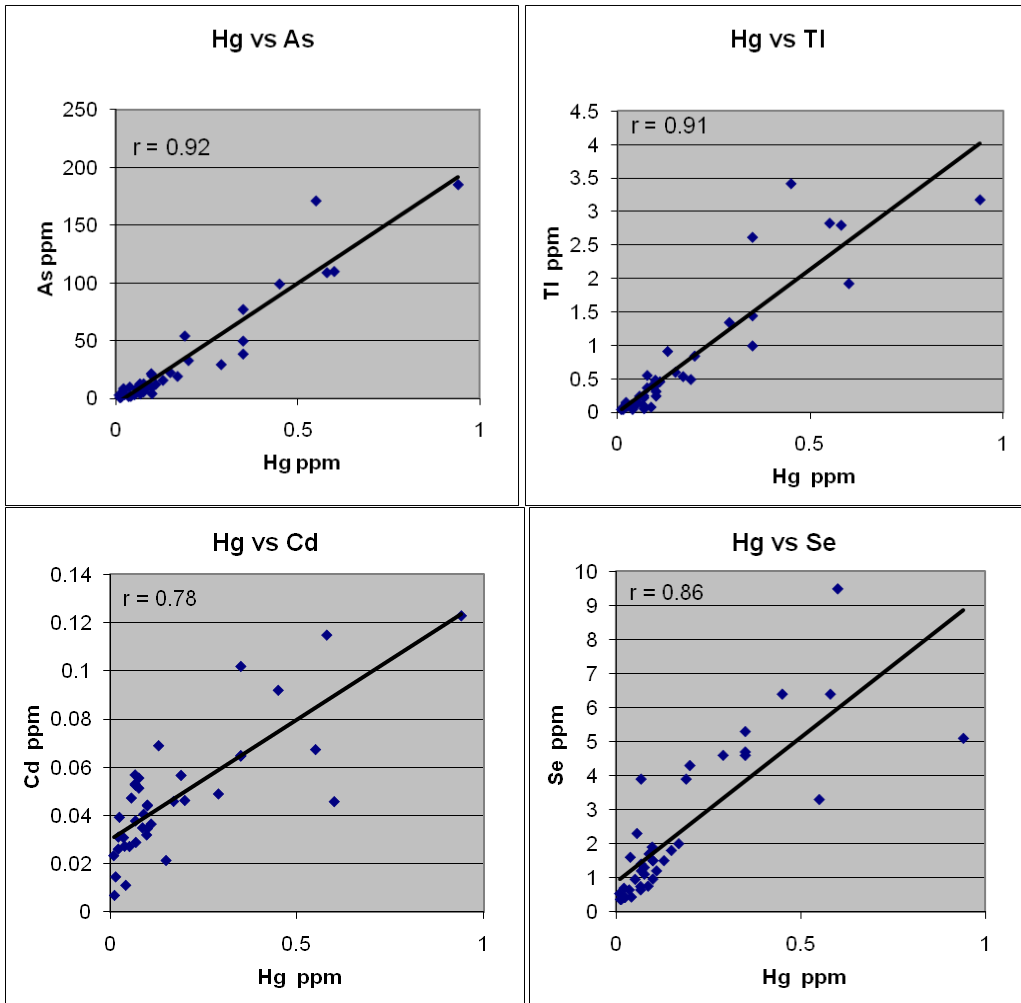 Hg vs As
250
200
150
100
50
0
r = 0.92
As ppm
0 0.5 1
Hg ppm
Hg vs Tl
4.5
4
3.5
3
2.5
2
1.5
1
0.5
0
r = 0.91
Tl ppm
0 0.5 1
Hg ppm
Hg vs Cd
0.14
0.12
0.1
0.08
0.06
0.04
0.02
0
r = 0.78
Cd ppm
0 0.5 1
Hg ppm
Hg vs Se
10
9
8
7
6
5
4
3
2
1
0
r = 0.86
Se ppm
0 0.5 1
Hg ppm